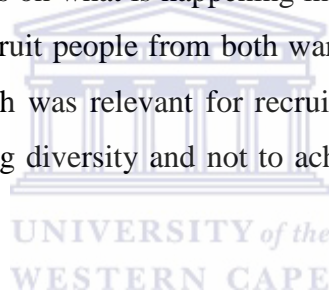 s on what is happening in
ruit people from both war
h was relevant for recrui
g diversity and not to ach
UNIVERSITY of the
WESTERN CAPE